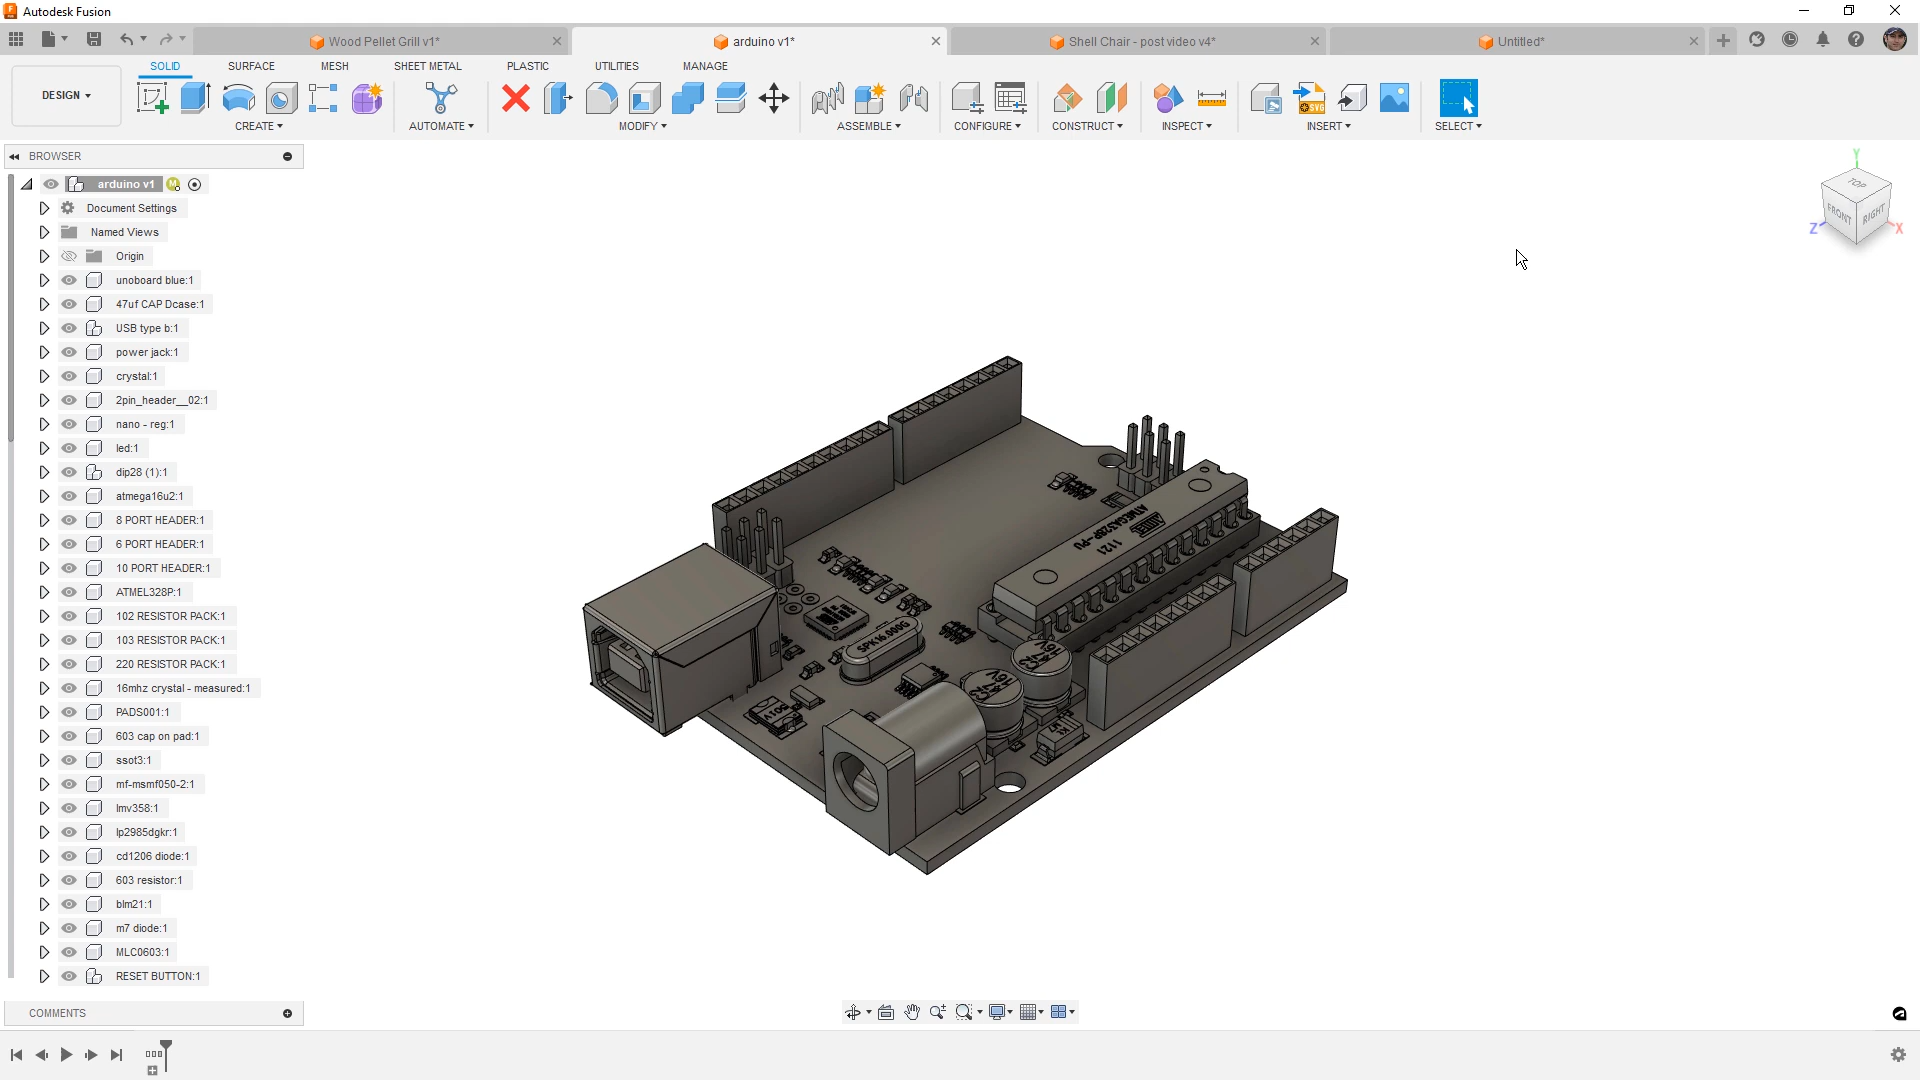 Autodesk Fusion
Wood Pellet Grill v1*
arduino v1*
Shell Chair - post video v4*
Untitled*
DESIGN
SOLID
SURFACE
MESH
SHEET METAL
PLASTIC
UTILITIES
MANAGE
CREATE
AUTOMATE
MODIFY
ASSEMBLE
CONFIGURE
CONSTRUCT
INSPECT
INSERT
SELECT
SVG
BROWSER
arduino v1
M
Document Settings
Named Views
Origin
unoboard blue:1
47uf CAP Dcase:1
USB type b:1
power jack:1
crystal:1
2pin_header__02:1
nano - reg:1
led:1
dip28 (1):1
atmega16u2:1
8 PORT HEADER:1
6 PORT HEADER:1
10 PORT HEADER:1
ATMEL328P:1
102 RESISTOR PACK:1
103 RESISTOR PACK:1
220 RESISTOR PACK:1
16mhz crystal - measured:1
PADS001:1
603 cap on pad:1
ssot3:1
mf-msmf050-2:1
lmv358:1
lp2985dgkr:1
cd1206 diode:1
603 resistor:1
blm21:1
m7 diode:1
MLC0603:1
RESET BUTTON:1
Y
TOP
FRONT
RIGHT
Z
X
ATMEL
ATMEGA328P-PU
1121
SPK16.000G
COMMENTS